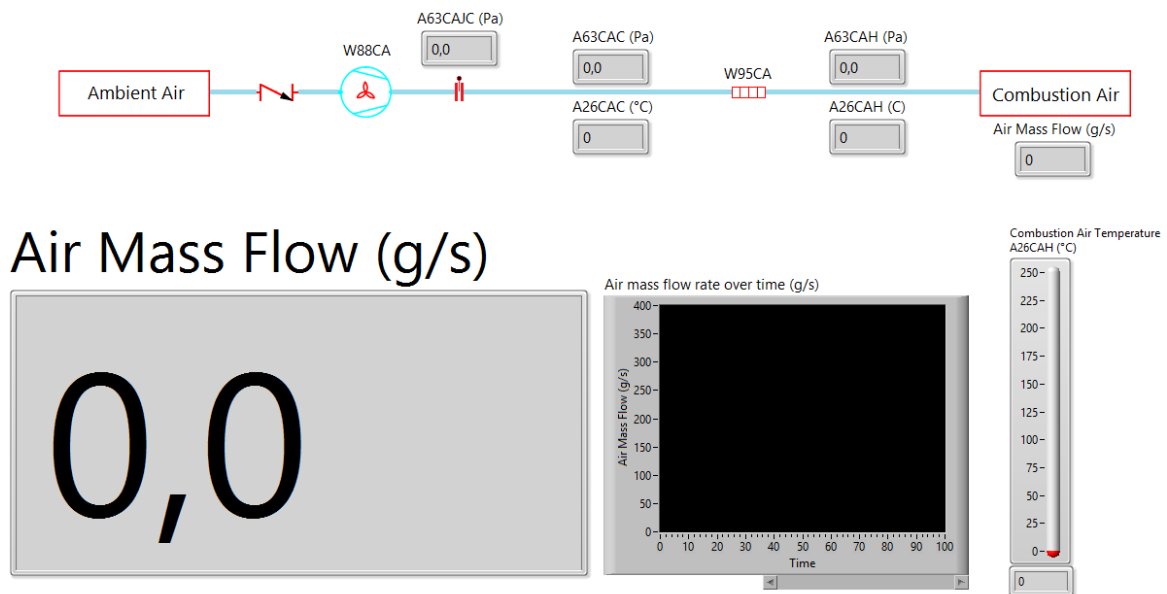 A63CAJC (Pa)
0,0
W88CA
A63CAC (Pa)
0,0
A63CAH (Pa)
0,0
W95CA
Ambient Air
Combustion Air
A26CAC (°C)
0
A26CAH (C)
0
Air Mass Flow (g/s)
0
Air Mass Flow (g/s)
0,0
Air mass flow rate over time (g/s)
Air Mass Flow (g/s)
400
350
300
250
200
150
100
50
0
0 10 20 30 40 50 60 70 80 90 100
Time
Combustion Air Temperature
A26CAH (°C)
250
225
200
175
150
125
100
75
50
25
0
0